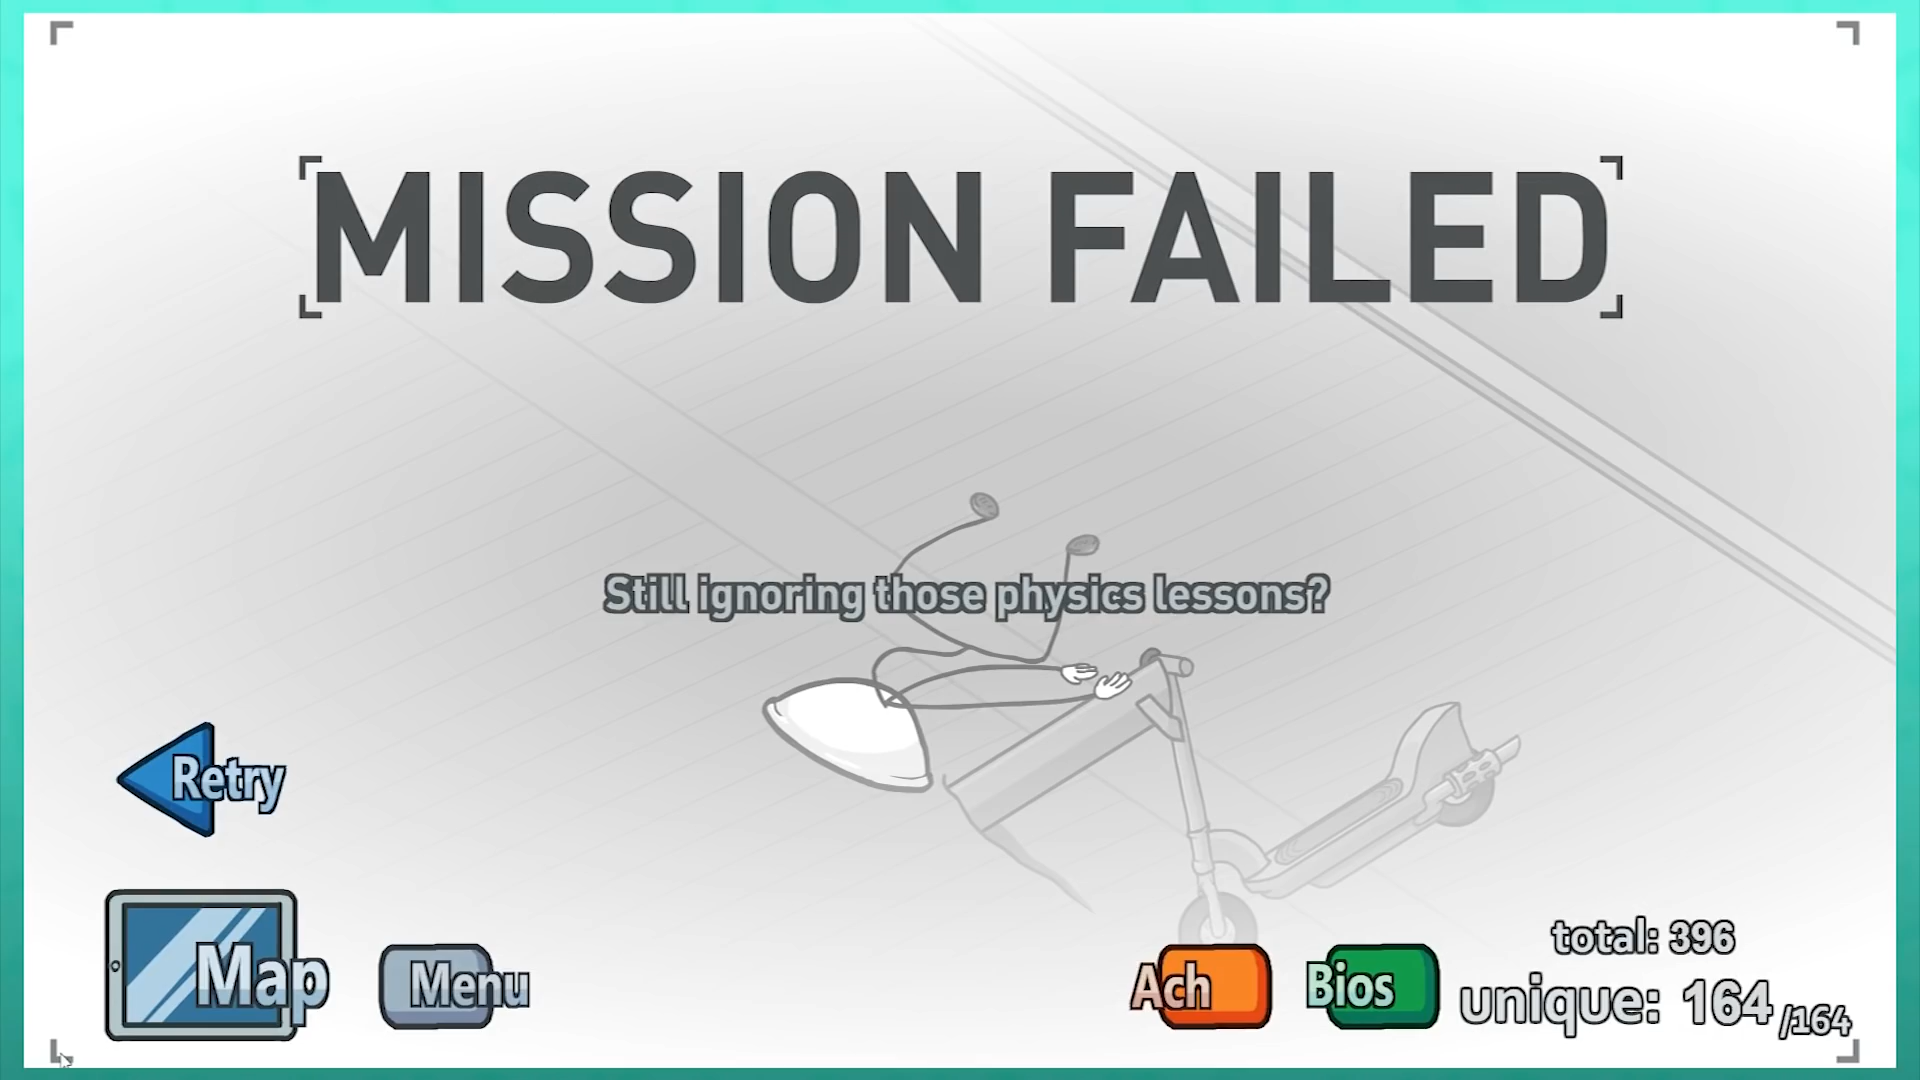 MISSION FAILED
Still ignoring those physics lessons?
Retry
Map
Menu
Ach
Bios
total: 396
unique: 164/164